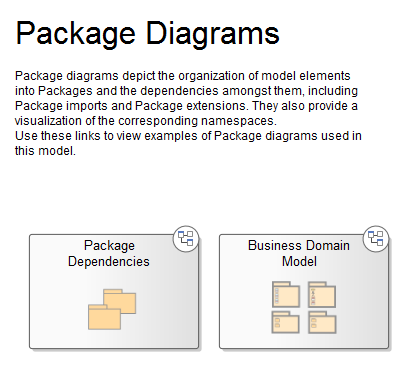 Package Diagrams
Package diagrams depict the organization of model elements
into Packages and the dependencies amongst them, including
Package imports and Package extensions. They also provide a
visualization of the corresponding namespaces.
Use these links to view examples of Package diagrams used in
this model.
Package
Dependencies
Business Domain
Model